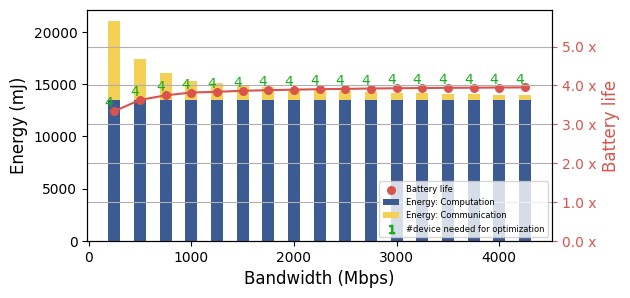 20000
15000
10000
5000
0
Energy (mJ)
4 4 4 4 4 4 4 4 4 4 4 4 4 4 4 4 4
5.0 x
4.0 x
3.0 x
2.0 x
1.0 x
0.0 x
Battery life
Battery life
Energy: Computation
Energy: Communication
1 #device needed for optimization
0 1000 2000 3000 4000
Bandwidth (Mbps)